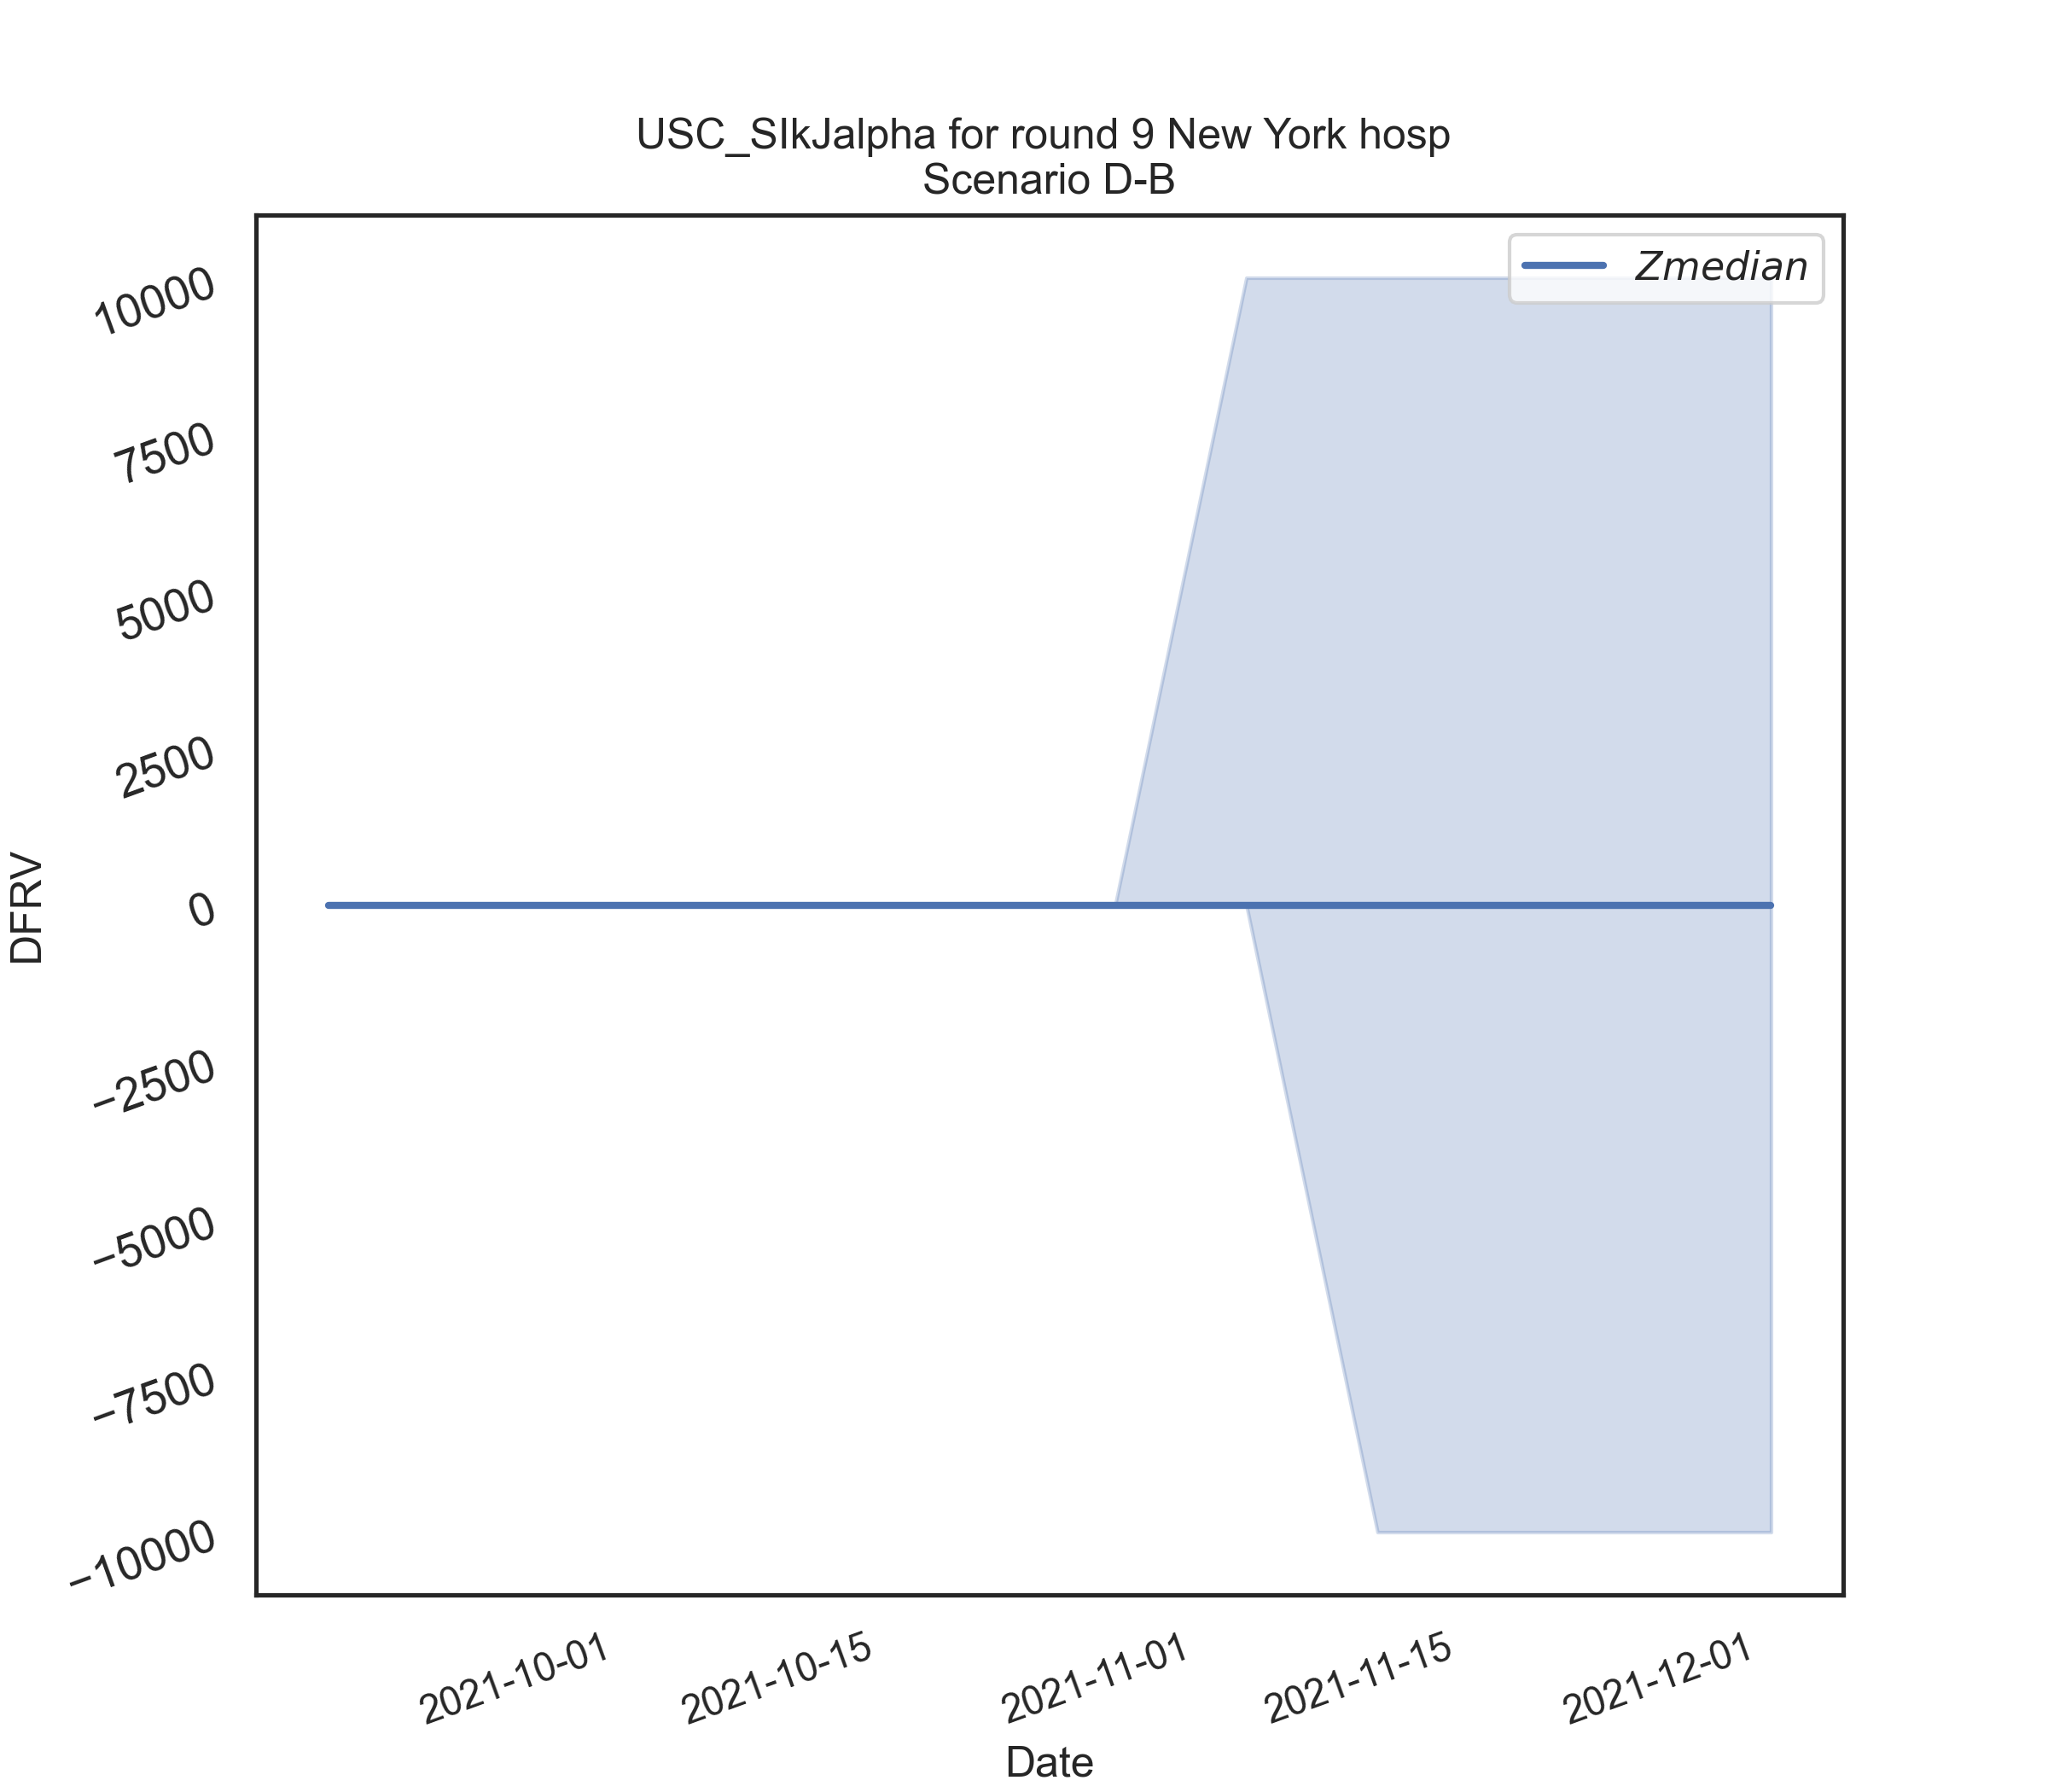 USC_SIkJalpha for round 9 New York hosp
Scenario D-B
Zmedian
10000
7500
5000
2500
0
−2500
−5000
−7500
−10000
DFRV
2021-10-01
2021-10-15
2021-11-01
2021-11-15
2021-12-01
Date